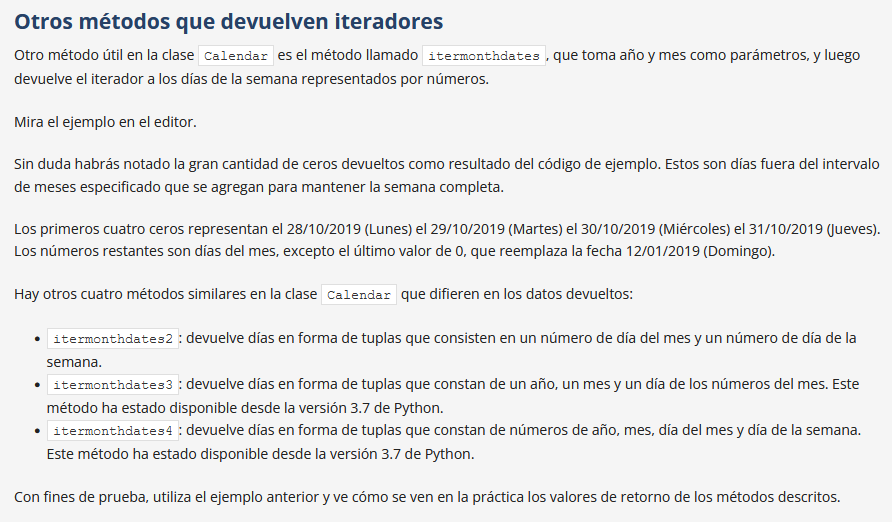 Otros métodos que devuelven iteradores
Otro método útil en la clase Calendar es el método llamado itermonthdates, que toma año y mes como parámetros, y luego
devuelve el iterador a los días de la semana representados por números.
Mira el ejemplo en el editor.
Sin duda habrás notado la gran cantidad de ceros devueltos como resultado del código de ejemplo. Estos son días fuera del intervalo
de meses especificado que se agregan para mantener la semana completa.
Los primeros cuatro ceros representan el 28/10/2019 (Lunes) el 29/10/2019 (Martes) el 30/10/2019 (Miércoles) el 31/10/2019 (Jueves).
Los números restantes son días del mes, excepto el último valor de 0, que reemplaza la fecha 12/01/2019 (Domingo).
Hay otros cuatro métodos similares en la clase Calendar que difieren en los datos devueltos:
• itermonthdates2: devuelve días en forma de tuplas que consisten en un número de día del mes y un número de día de la
semana.
• itermonthdates3: devuelve días en forma de tuplas que constan de un año, un mes y un día de los números del mes. Este
método ha estado disponible desde la versión 3.7 de Python.
• itermonthdates4: devuelve días en forma de tuplas que constan de números de año, mes, día del mes y día de la semana.
Este método ha estado disponible desde la versión 3.7 de Python.
Con fines de prueba, utiliza el ejemplo anterior y ve cómo se ven en la práctica los valores de retorno de los métodos descritos.